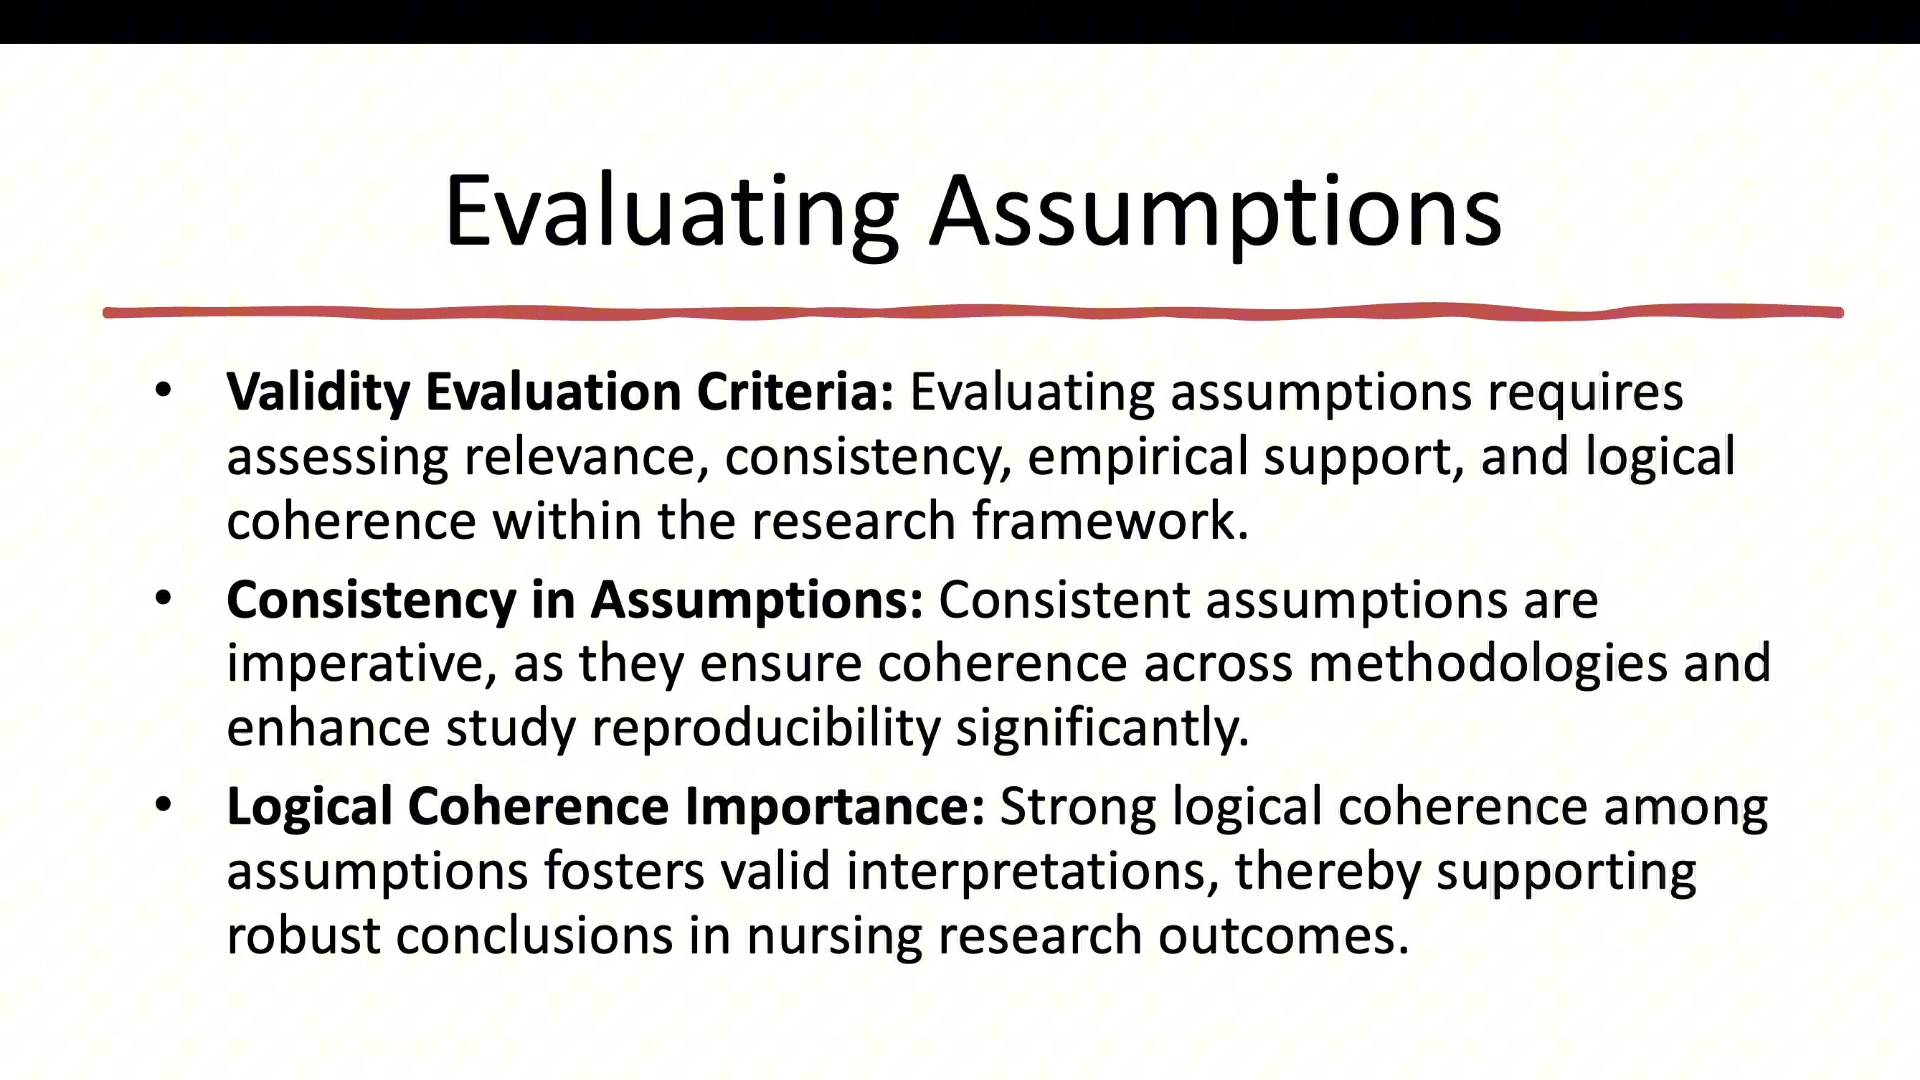 Evaluating Assumptions
• Validity Evaluation Criteria: Evaluating assumptions requires
assessing relevance, consistency, empirical support, and logical
coherence within the research framework.
• Consistency in Assumptions: Consistent assumptions are
imperative, as they ensure coherence across methodologies and
enhance study reproducibility significantly.
• Logical Coherence Importance: Strong logical coherence among
assumptions fosters valid interpretations, thereby supporting
robust conclusions in nursing research outcomes.